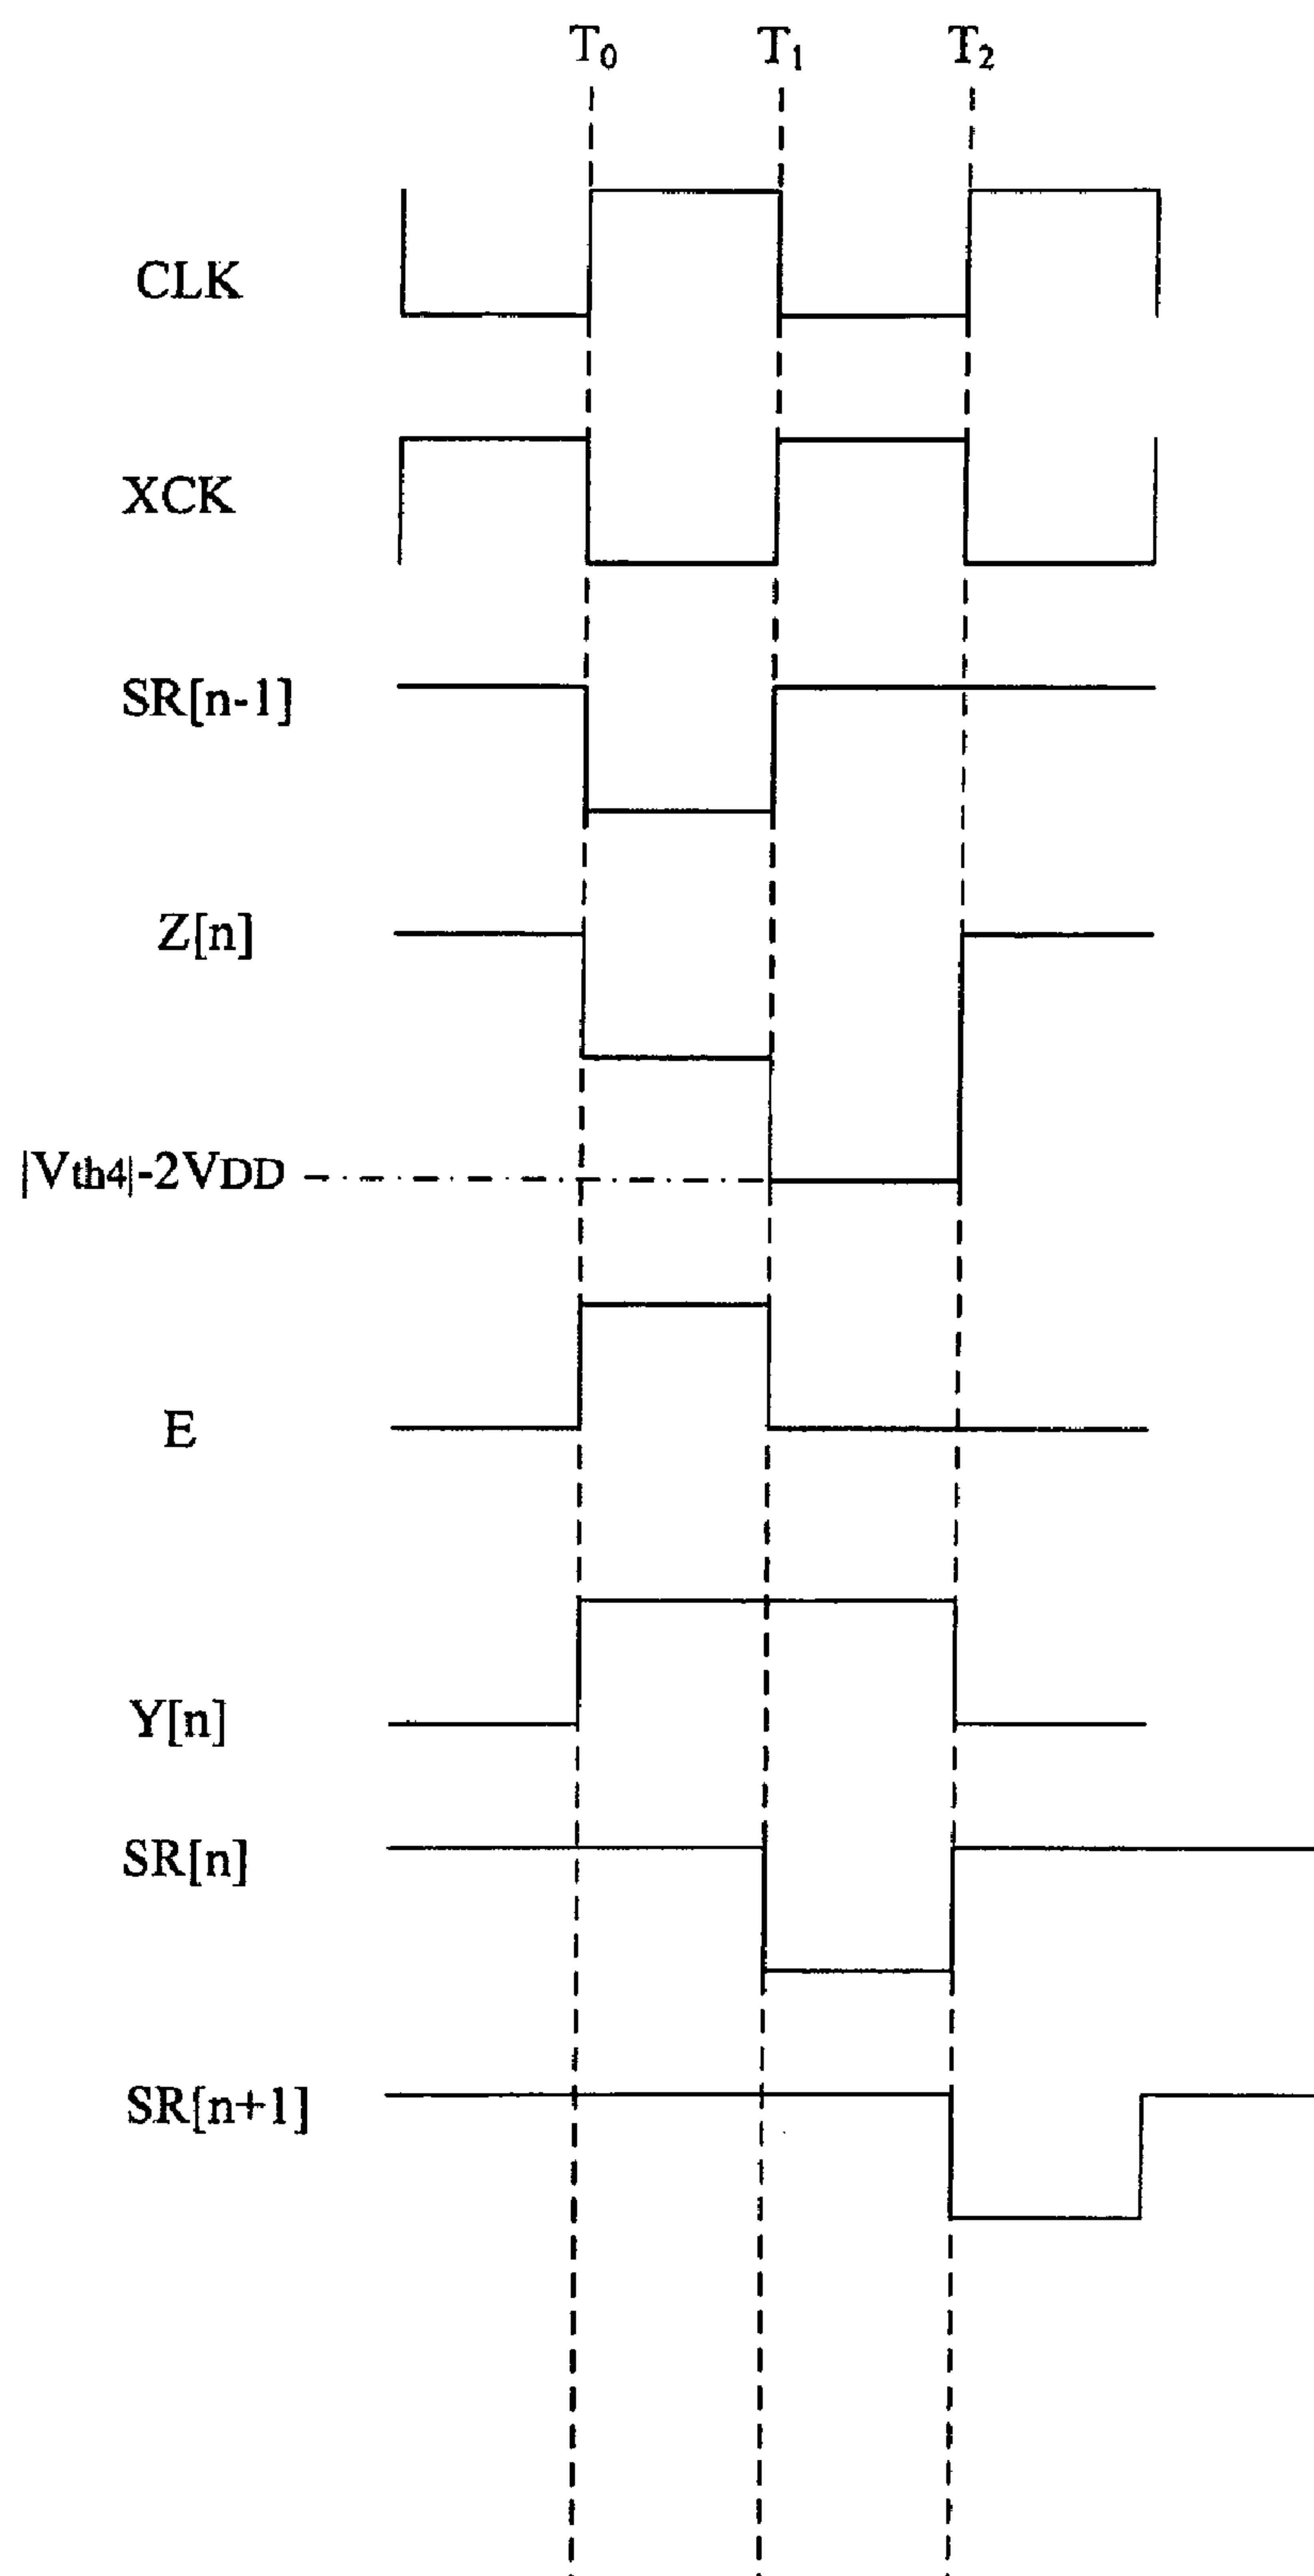 T₀ T₁ T₂
CLK
XCK
SR[n-1]
Z[n]
|Vth4|-2VDD
E
Y[n]
SR[n]
SR[n+1]